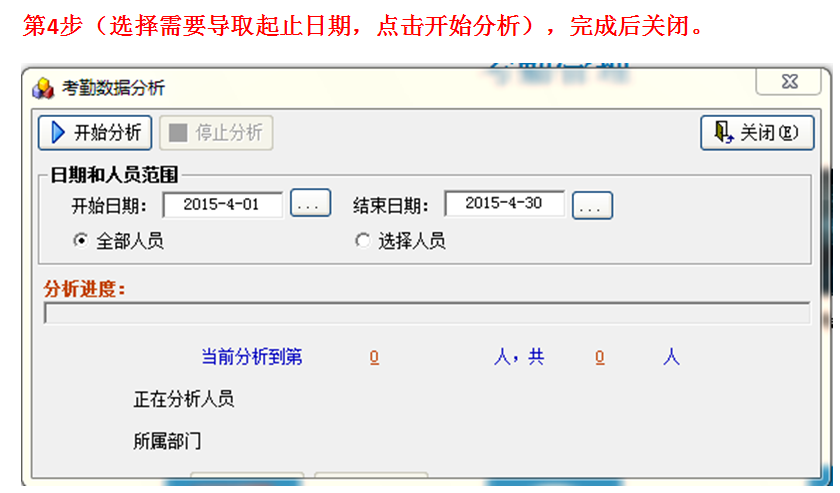 第4步（选择需要导取起止日期，点击开始分析），完成后关闭。
考勤管理
考勤数据分析
开始分析 停止分析 关闭(E)
日期和人员范围
开始日期： 2015-4-01 ... 结束日期： 2015-4-30 ...
全部人员 选择人员
分析进度：
当前分析到第 0 人，共 0 人
正在分析人员
所属部门